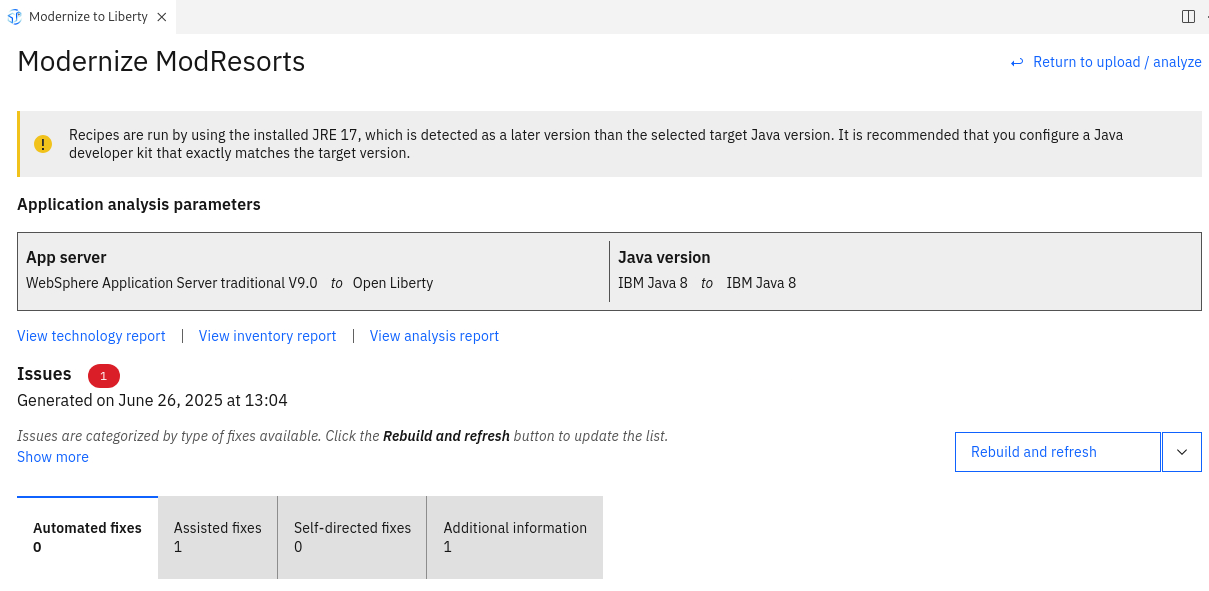 Modernize to Liberty
Modernize ModResorts
Return to upload / analyze
Recipes are run by using the installed JRE 17, which is detected as a later version than the selected target Java version. It is recommended that you configure a Java
developer kit that exactly matches the target version.
Application analysis parameters
App server
WebSphere Application Server traditional V9.0 to Open Liberty
Java version
IBM Java 8 to IBM Java 8
View technology report | View inventory report | View analysis report
Issues 1
Generated on June 26, 2025 at 13:04
Issues are categorized by type of fixes available. Click the Rebuild and refresh button to update the list.
Show more
Rebuild and refresh
Automated fixes
0
Assisted fixes
1
Self-directed fixes
0
Additional information
1